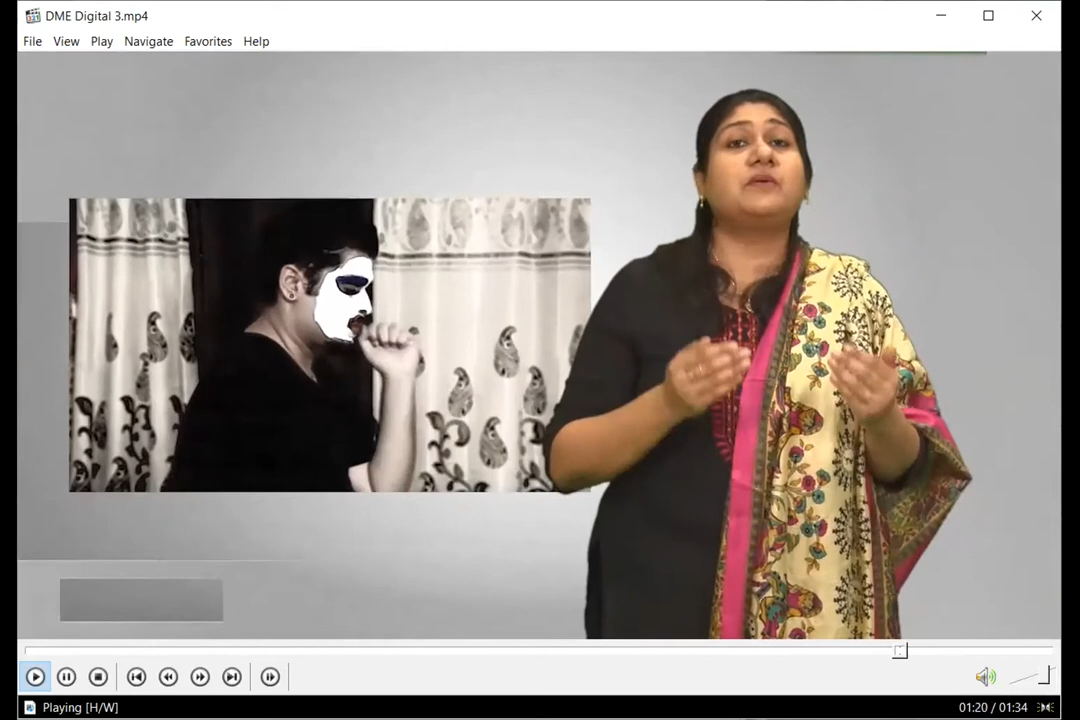 DME Digital 3.mp4
File View Play Navigate Favorites Help
Playing [H/W]
01:20 / 01:34